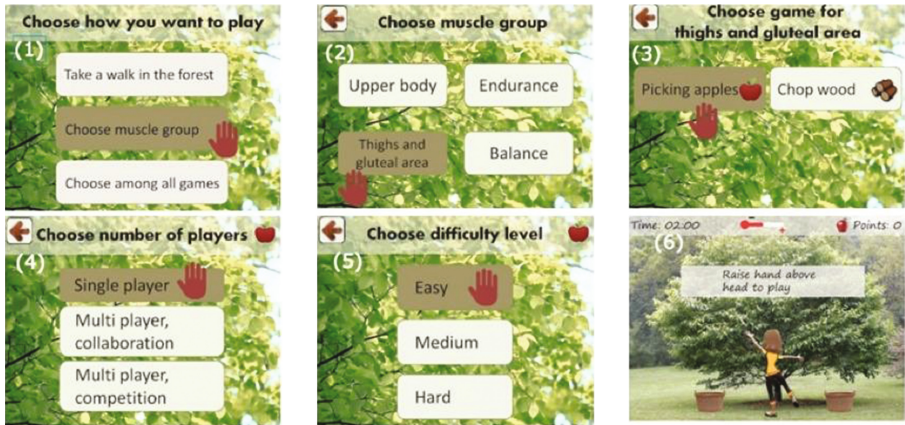 Choose how you want to play
(1)
Take a walk in the forest
Choose muscle group
Choose among all games
Choose muscle group
(2)
Upper body
Endurance
Thighs and
gluteal area
Balance
Choose game for
thighs and gluteal area
(3)
Picking apples
Chop wood
Choose number of players
(4)
Single player
Multi player,
collaboration
Multi player,
competition
Choose difficulty level
(5)
Easy
Medium
Hard
Time: 02:00
Points: 0
(6)
Raise hand above
head to play